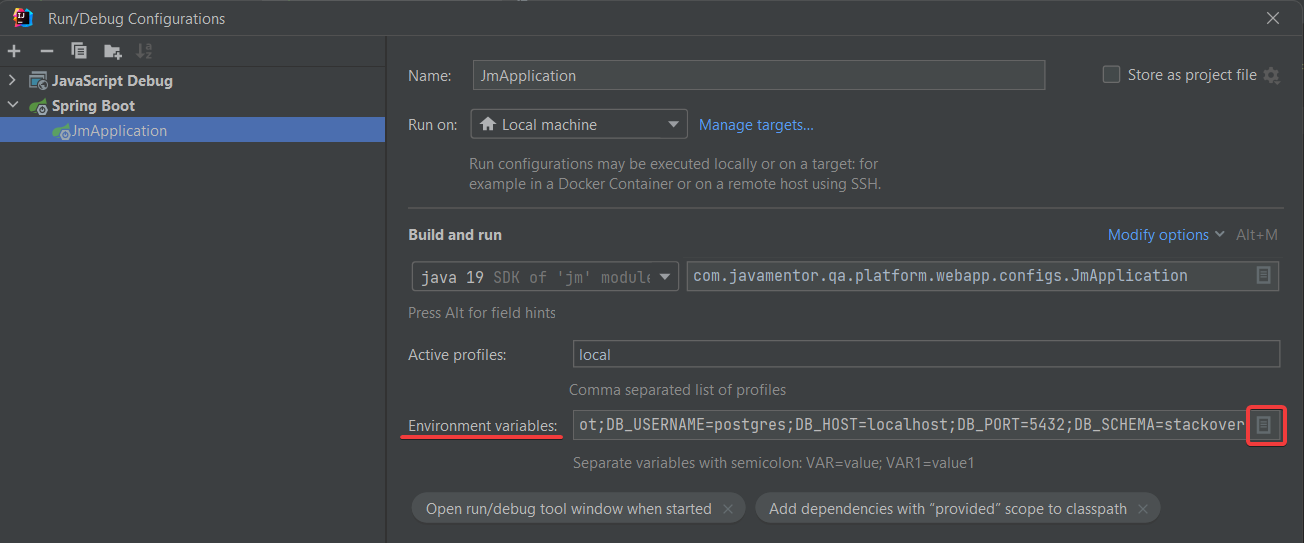 Run/Debug Configurations
JavaScript Debug
Spring Boot
JmApplication
Name: JmApplication
Store as project file
Run on: Local machine
Manage targets...
Run configurations may be executed locally or on a target: for
example in a Docker Container or on a remote host using SSH.
Build and run
Modify options Alt+M
java 19 SDK of 'jm' module
com.javamentor.qa.platform.webapp.configs.JmApplication
Press Alt for field hints
Active profiles: local
Comma separated list of profiles
Environment variables: ot;DB_USERNAME=postgres;DB_HOST=localhost;DB_PORT=5432;DB_SCHEMA=stackover
Separate variables with semicolon: VAR=value; VAR1=value1
Open run/debug tool window when started
Add dependencies with “provided” scope to classpath